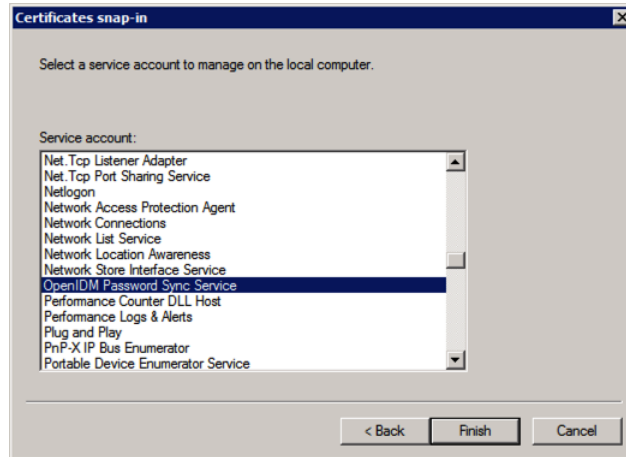 Certificates snap-in
Select a service account to manage on the local computer.
Service account:
Net.Tcp Listener Adapter
Net.Tcp Port Sharing Service
Netlogon
Network Access Protection Agent
Network Connections
Network List Service
Network Location Awareness
Network Store Interface Service
OpenIDM Password Sync Service
Performance Counter DLL Host
Performance Logs & Alerts
Plug and Play
PnP-X IP Bus Enumerator
Portable Device Enumerator Service
< Back Finish Cancel